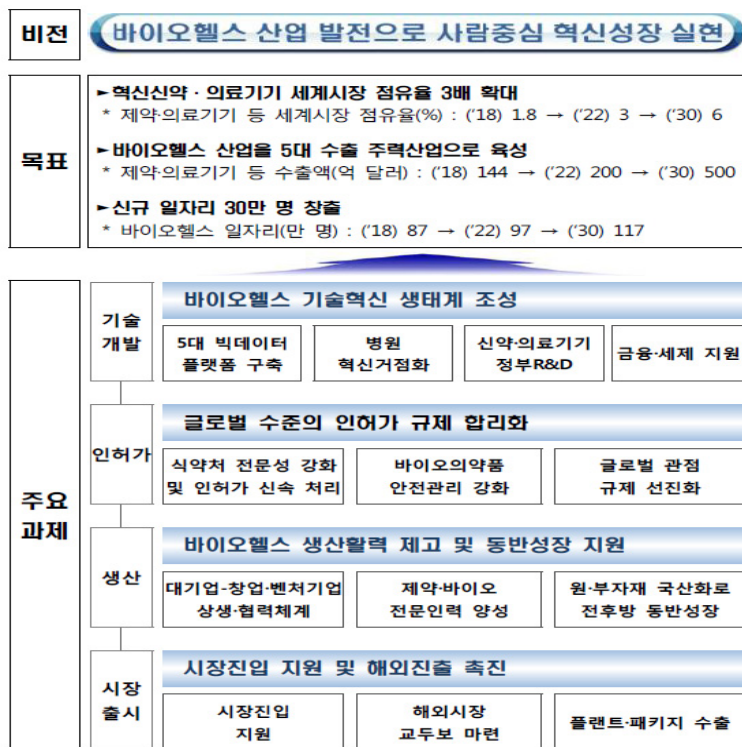 비전
바이오헬스 산업 발전으로 사람중심 혁신성장 실현
목표
►혁신신약·의료기기 세계시장 점유율 3배 확대
* 제약·의료기기 등 세계시장 점유율(%) : ('18) 1.8 → ('22) 3 → ('30) 6
►바이오헬스 산업을 5대 수출 주력산업으로 육성
* 제약·의료기기 등 수출액(억 달러) : ('18) 144 → ('22) 200 → ('30) 500
►신규 일자리 30만 명 창출
* 바이오헬스 일자리(만 명) : ('18) 87 → ('22) 97 → ('30) 117
주요
과제
기술
개발
바이오헬스 기술혁신 생태계 조성
5대 빅데이터
플랫폼 구축
병원
혁신거점화
신약·의료기기
정부R&D
금융·세제 지원
인허가
글로벌 수준의 인허가 규제 합리화
식약처 전문성 강화
및 인허가 신속 처리
바이오의약품
안전관리 강화
글로벌 관점
규제 선진화
생산
바이오헬스 생산활력 제고 및 동반성장 지원
대기업-창업·벤처기업
상생·협력체계
제약·바이오
전문인력 양성
원·부자재 국산화로
전후방 동반성장
시장
출시
시장진입 지원 및 해외진출 촉진
시장진입
지원
해외시장
교두보 마련
플랜트·패키지 수출